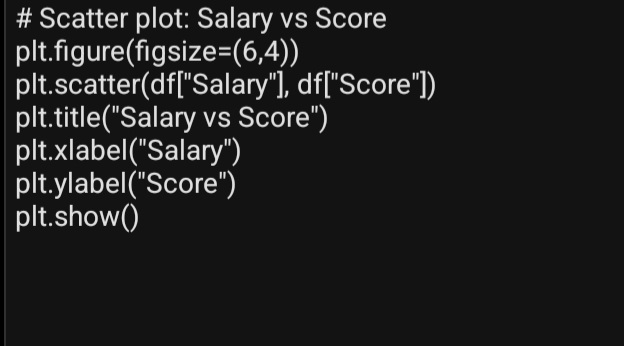 # Scatter plot: Salary vs Score
plt.figure(figsize=(6,4))
plt.scatter(df["Salary"], df["Score"])
plt.title("Salary vs Score")
plt.xlabel("Salary")
plt.ylabel("Score")
plt.show()